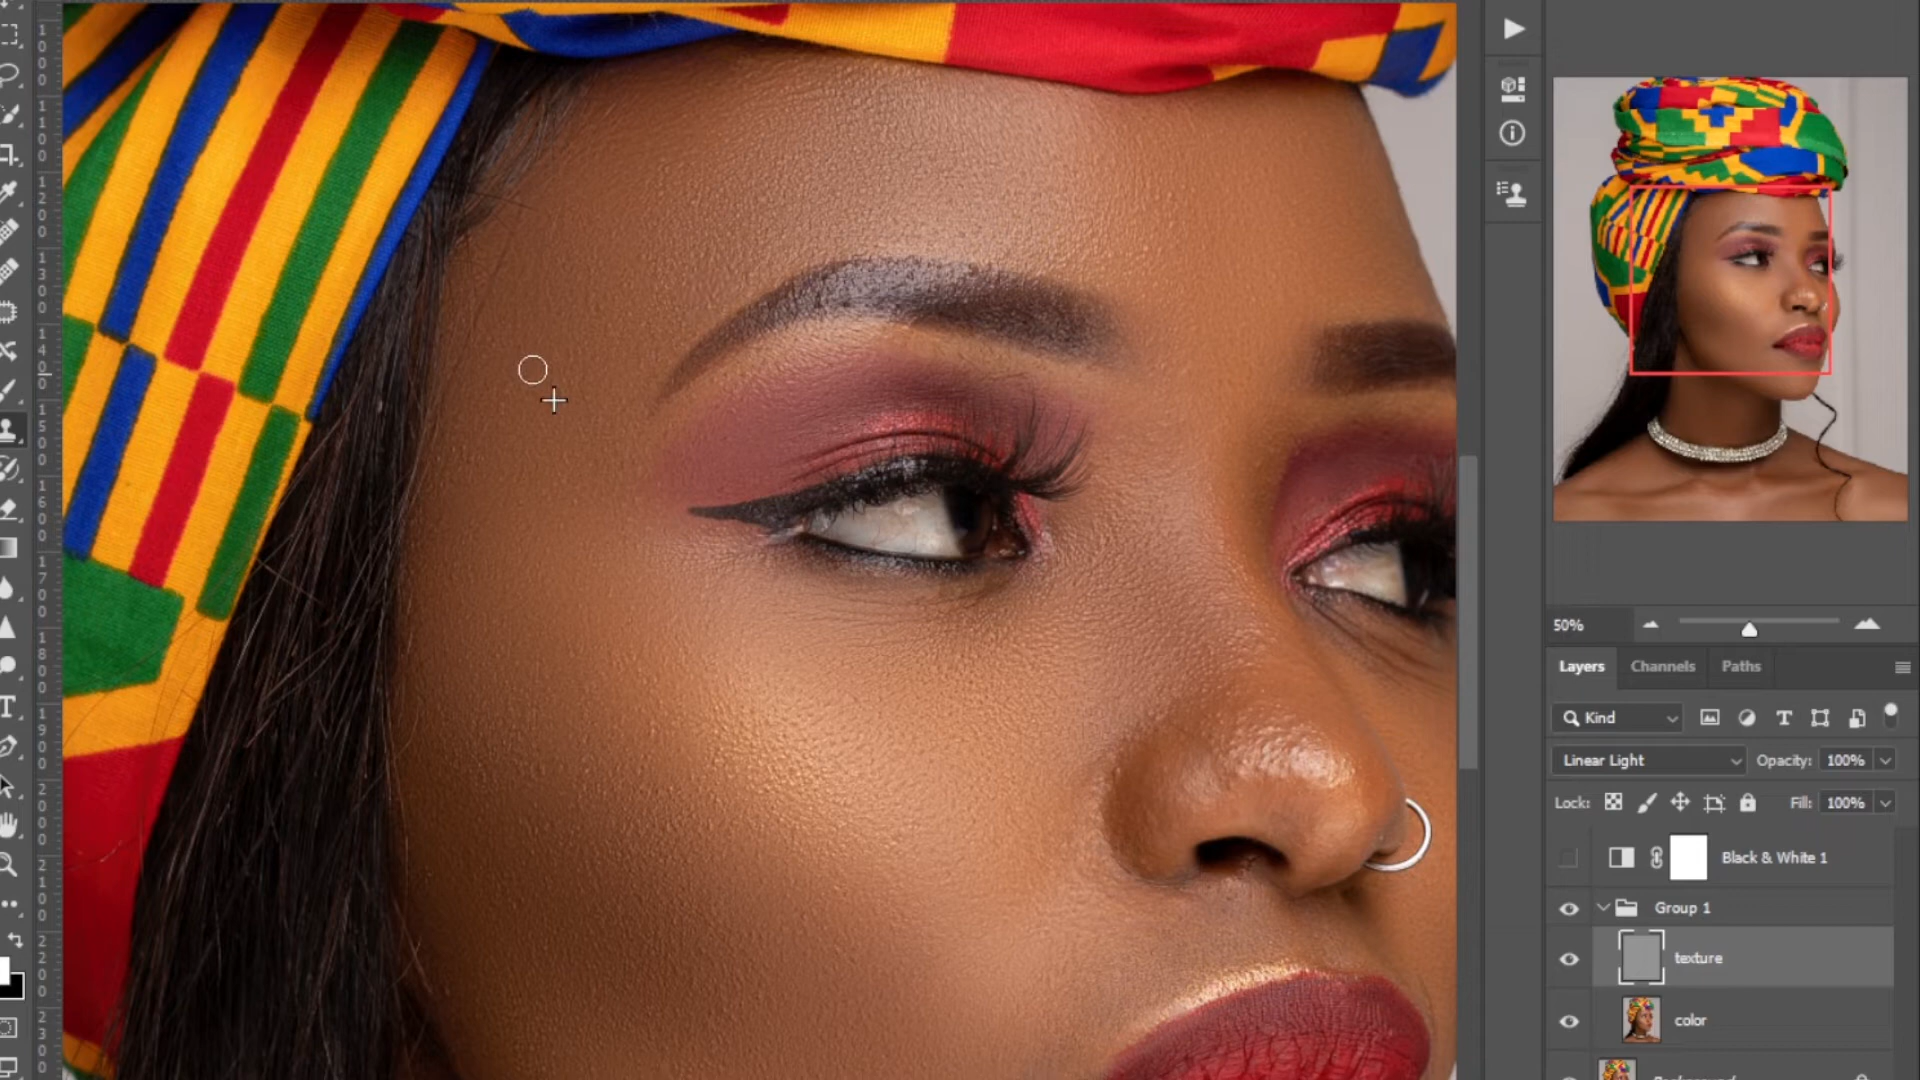 50%
Layers Channels Paths
Kind
Linear Light Opacity: 100%
Lock: Fill: 100%
Black & White 1
Group 1
texture
color